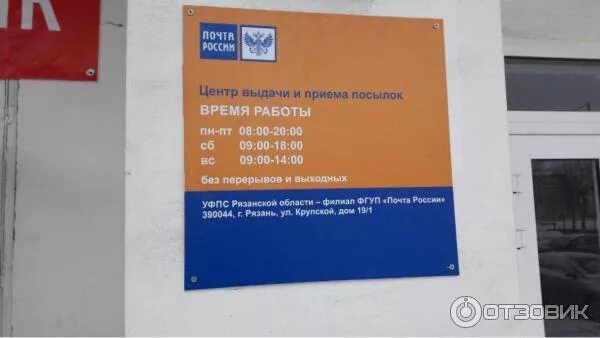 ИК
ПОЧТА
РОССИИ
Центр выдачи и приема посылок
ВРЕМЯ РАБОТЫ
пн-пт 08:00-20:00
сб 09:00-18:00
вс 09:00-14:00
без перерывов и выходных
УФПС Рязанской области – филиал ФГУП «Почта России»
390044, г. Рязань, ул. Крупской, дом 19/1
ОТЗОВИК